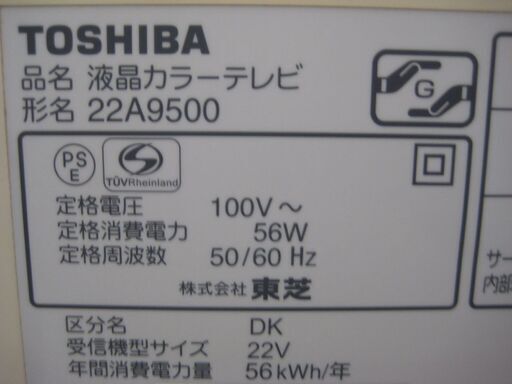 TOSHIBA
品名 液晶カラーテレビ
形名 22A9500
G
PS
E
S
TÜVRheinland
定格電圧 100V～
定格消費電力 56W
定格周波数 50/60 Hz
株式会社 東芝
区分名 DK
受信機型サイズ 22V
年間消費電力量 56kWh/年
サー
内部